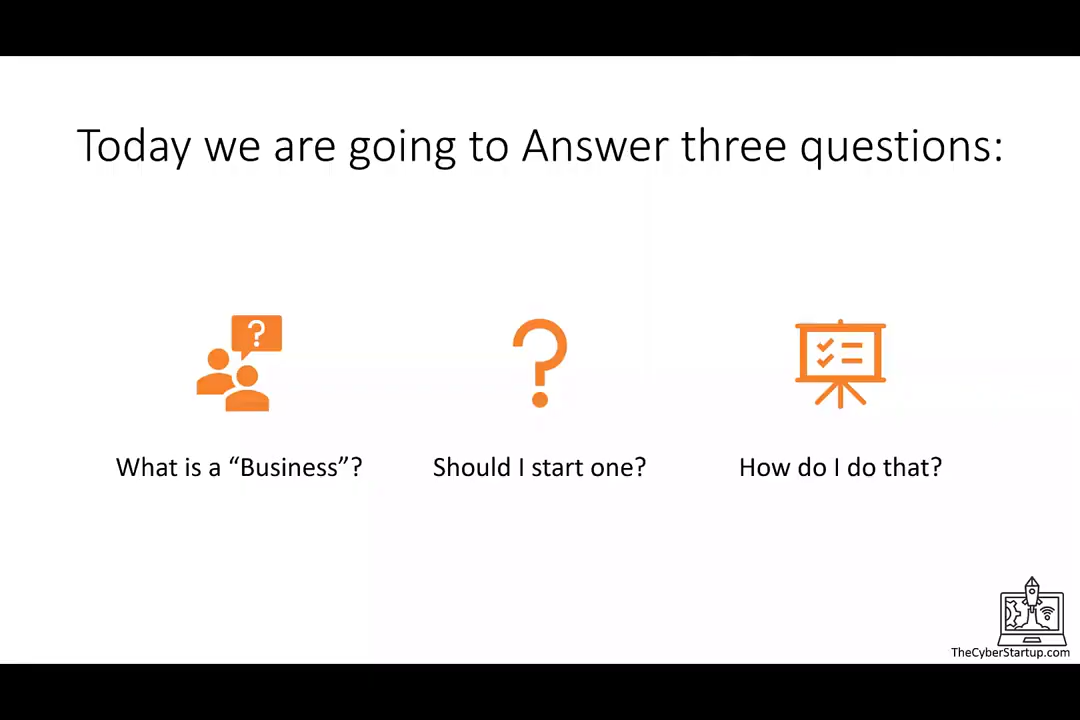 Today we are going to Answer three questions:
?
?
What is a “Business”?
Should I start one?
How do I do that?
TheCyberStartup.com